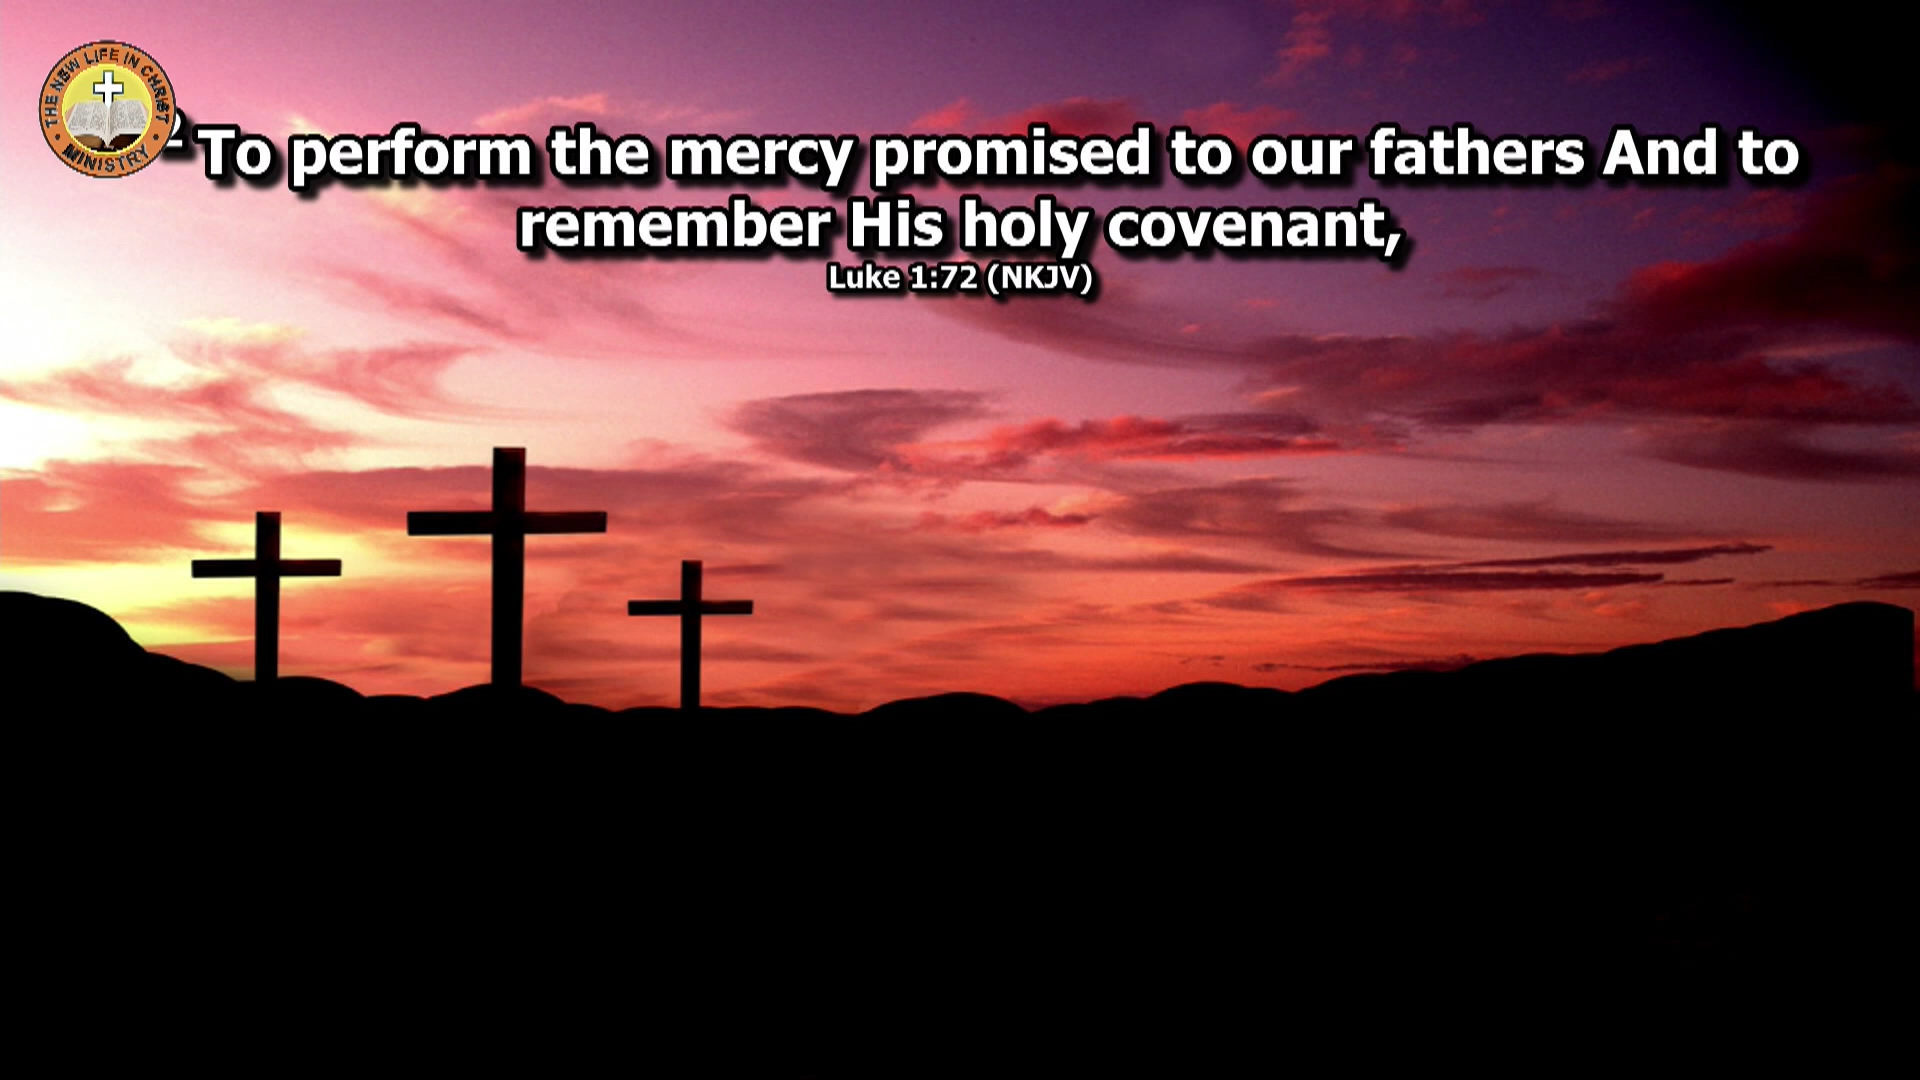 THE NEW LIFE IN CHRIST
MINISTRY
2 To perform the mercy promised to our fathers And to
remember His holy covenant,
Luke 1:72 (NKJV)